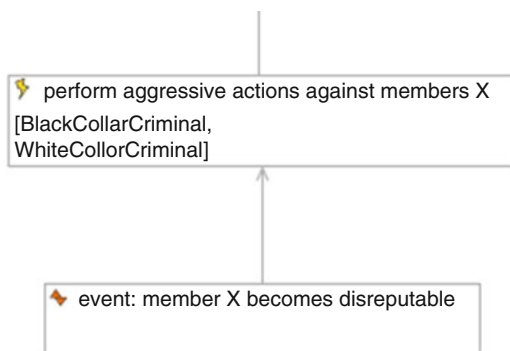 perform aggressive actions against members X
[BlackCollarCriminal,
WhiteCollorCriminal]
event: member X becomes disreputable